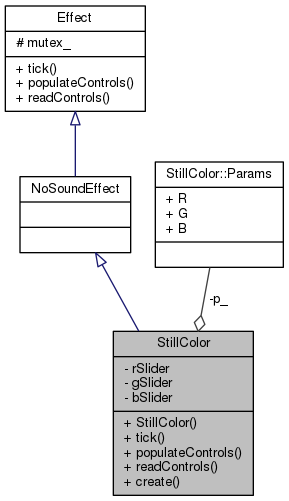 Effect
# mutex_
+ tick()
+ populateControls()
+ readControls()
NoSoundEffect
StillColor::Params
+ R
+ G
+ B
-p_
StillColor
- rSlider
- gSlider
- bSlider
+ StillColor()
+ tick()
+ populateControls()
+ readControls()
+ create()